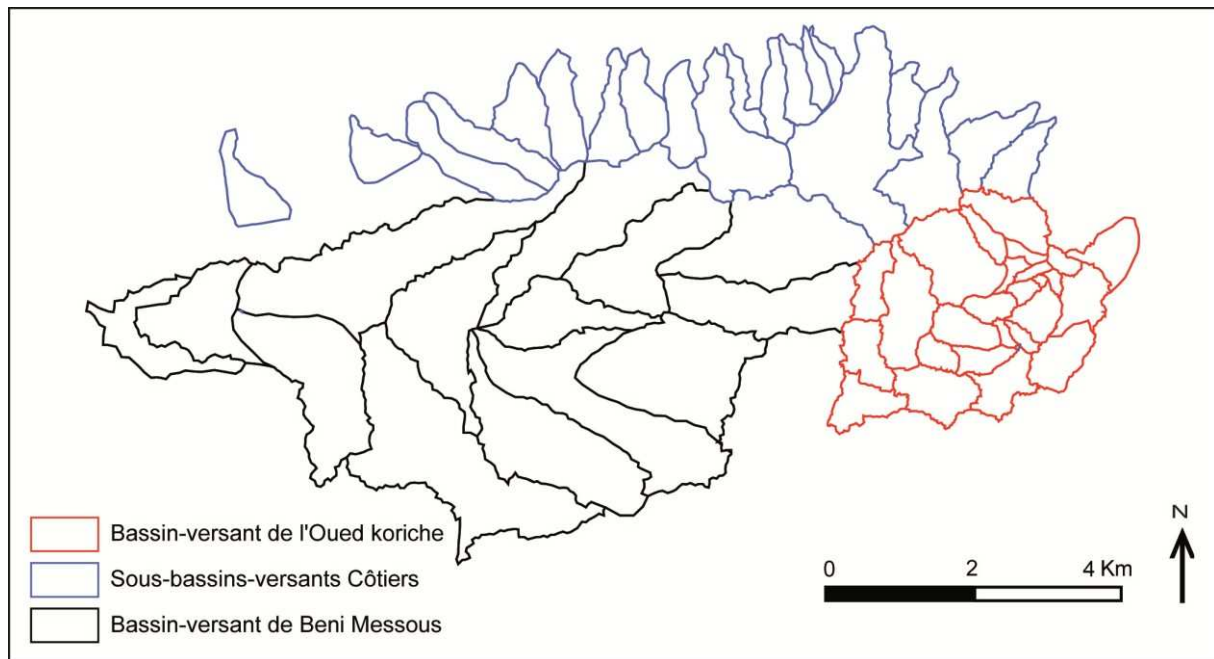 N
Bassin-versant de l'Oued koriche
Sous-bassins-versants Côtiers
Bassin-versant de Beni Messous
0 2 4 Km